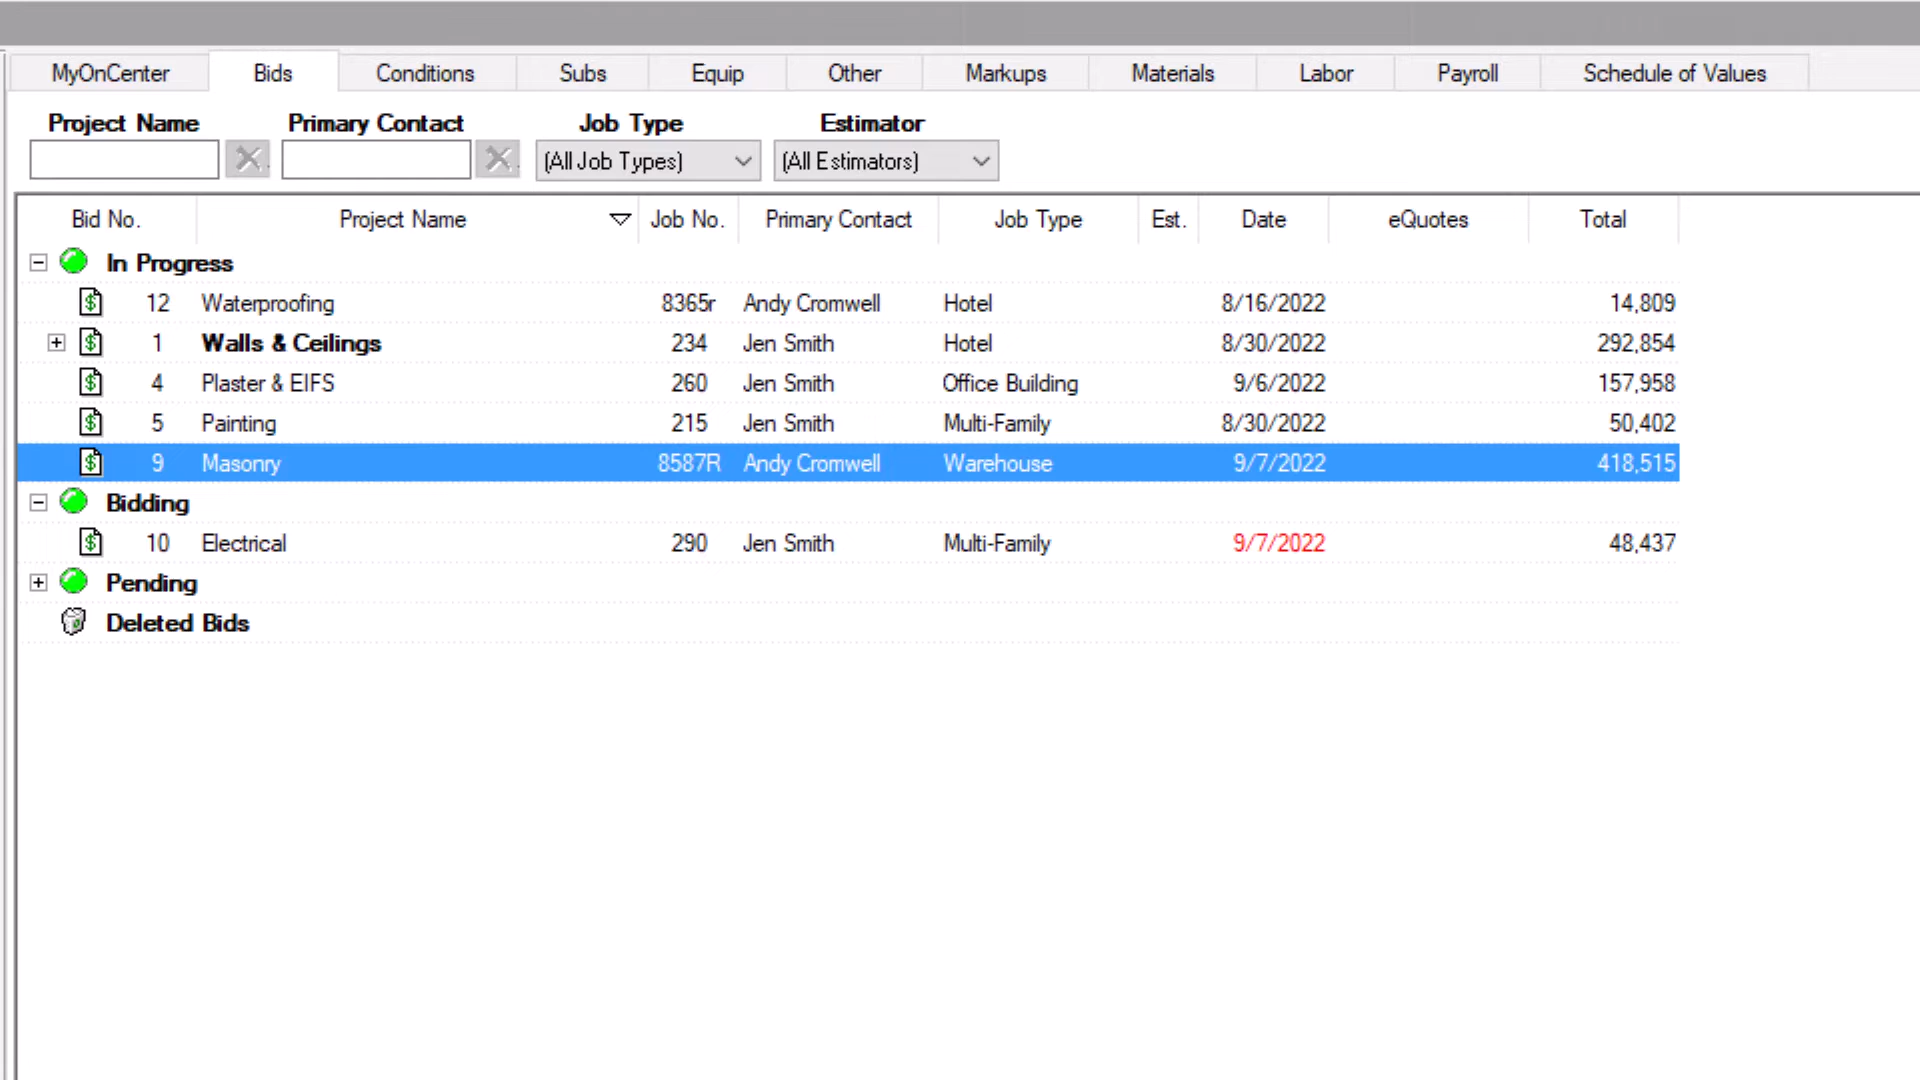 MyOnCenter Bids Conditions Subs Equip Other Markups Materials Labor Payroll Schedule of Values
Project Name Primary Contact Job Type Estimator
(All Job Types) (All Estimators)
Bid No. Project Name Job No. Primary Contact Job Type Est. Date eQuotes Total
In Progress
12 Waterproofing 8365r Andy Cromwell Hotel 8/16/2022 14,809
1 Walls & Ceilings 234 Jen Smith Hotel 8/30/2022 292,854
4 Plaster & EIFS 260 Jen Smith Office Building 9/6/2022 157,958
5 Painting 215 Jen Smith Multi-Family 8/30/2022 50,402
9 Masonry 8587R Andy Cromwell Warehouse 9/7/2022 418,515
Bidding
10 Electrical 290 Jen Smith Multi-Family 9/7/2022 48,437
Pending
Deleted Bids